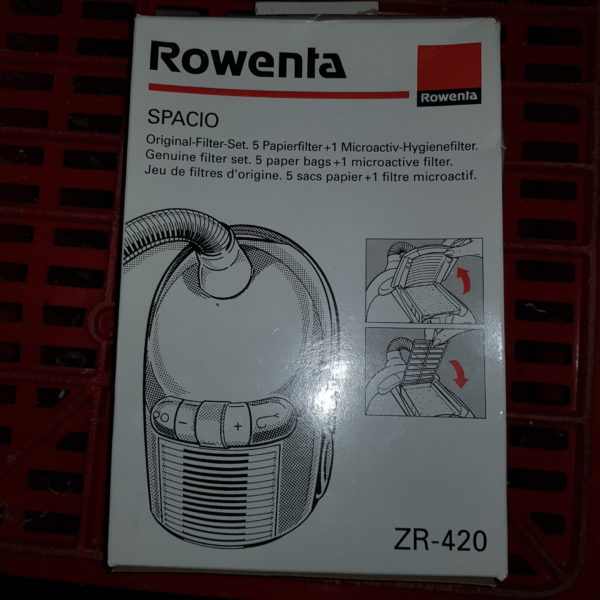 Rowenta
Rowenta
SPACIO
Original-Filter-Set. 5 Papierfilter+1 Microactiv-Hygienefilter.
Genuine filter set. 5 paper bags+1 microactive filter.
Jeu de filtres d'origine. 5 sacs papier+1 filtre microactif.
- +
ZR-420